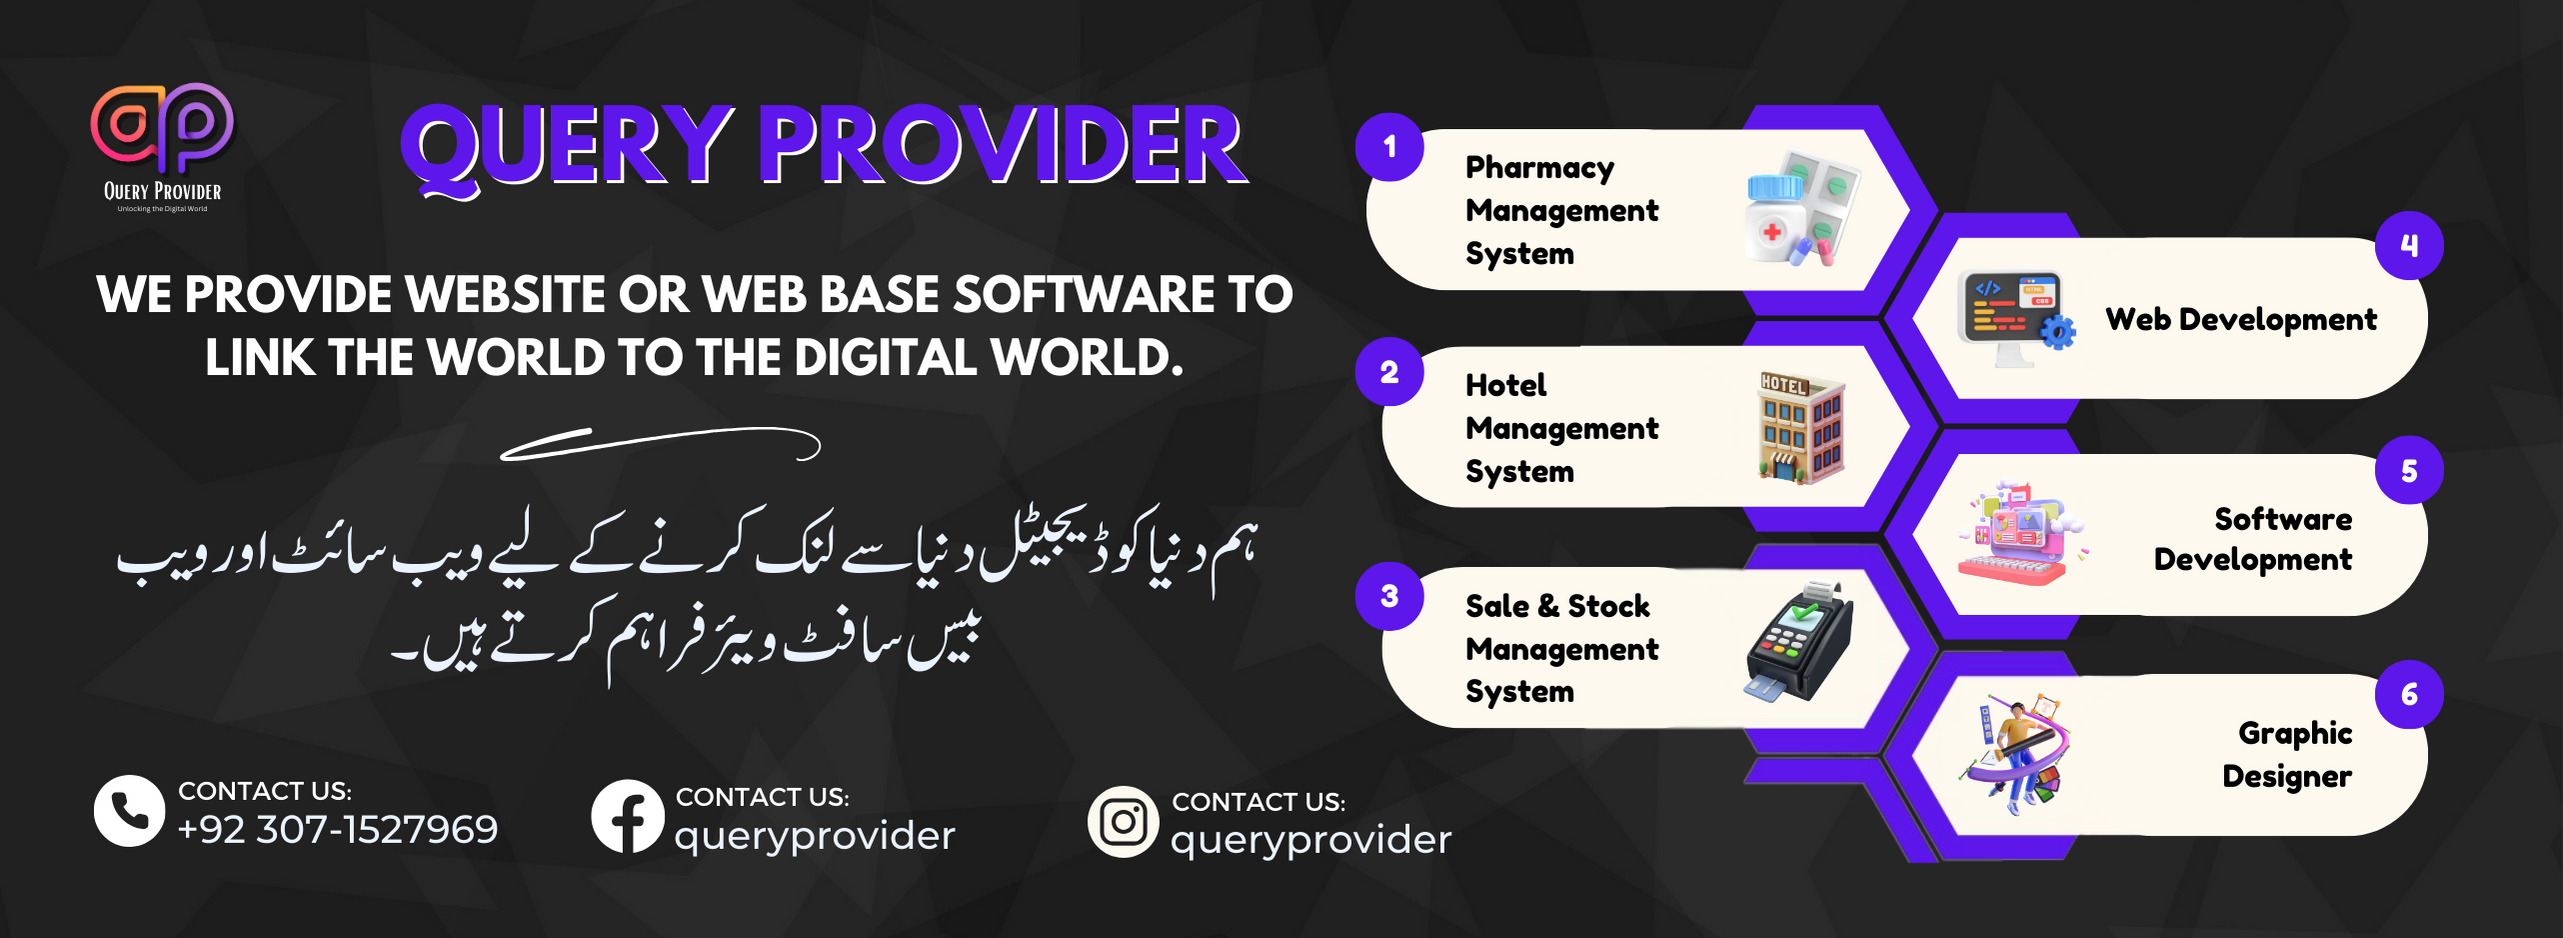 QUERY PROVIDER
Unlocking the Digital World
QUERY PROVIDER
WE PROVIDE WEBSITE OR WEB BASE SOFTWARE TO
LINK THE WORLD TO THE DIGITAL WORLD.
ہم دنیا کو ڈیجیٹل دنیا سے لنک کرنے کے لیے ویب سائٹ اور ویب
بیس سافٹ ویئر فراہم کرتے ہیں۔
CONTACT US:
+92 307-1527969
CONTACT US:
queryprovider
CONTACT US:
queryprovider
1
Pharmacy
Management
System
2
Hotel
Management
System
HOTEL
3
Sale & Stock
Management
System
4
Web Development
</>
HTML
CSS
5
Software
Development
6
Graphic
Designer